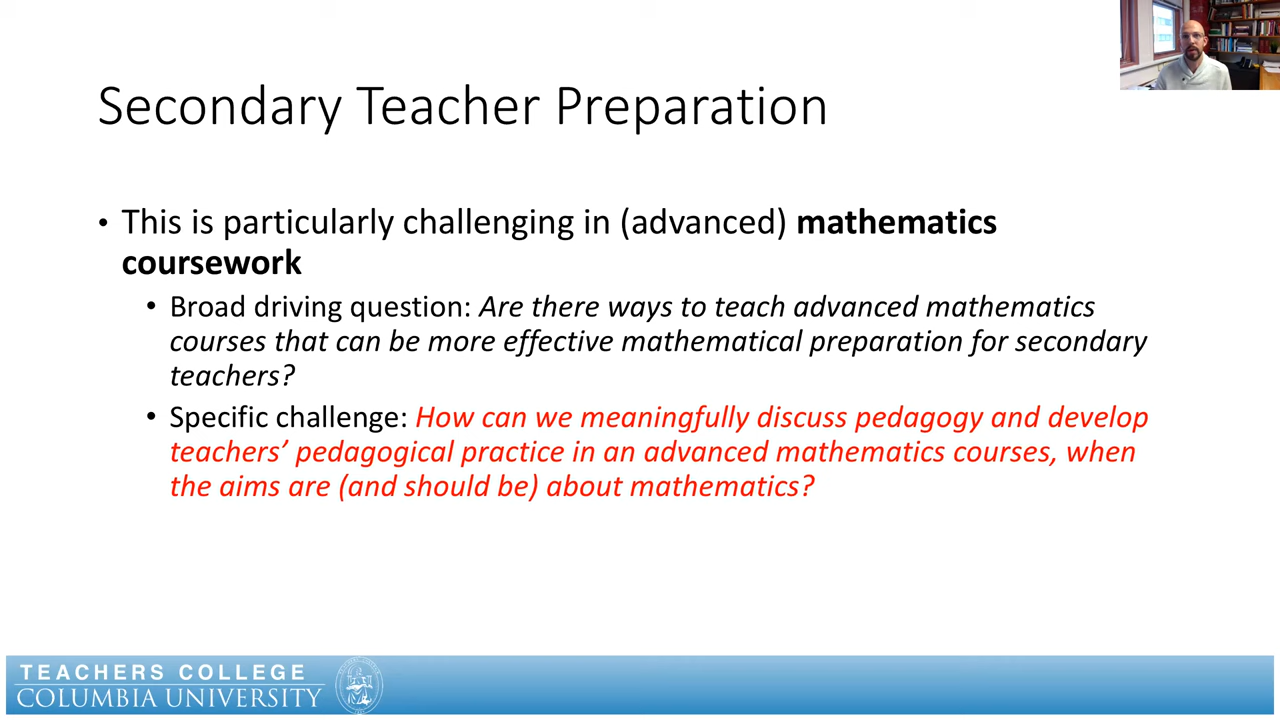 Secondary Teacher Preparation
• This is particularly challenging in (advanced) mathematics
coursework
• Broad driving question: Are there ways to teach advanced mathematics
courses that can be more effective mathematical preparation for secondary
teachers?
• Specific challenge: How can we meaningfully discuss pedagogy and develop
teachers’ pedagogical practice in an advanced mathematics courses, when
the aims are (and should be) about mathematics?
TEACHERS COLLEGE
COLUMBIA UNIVERSITY